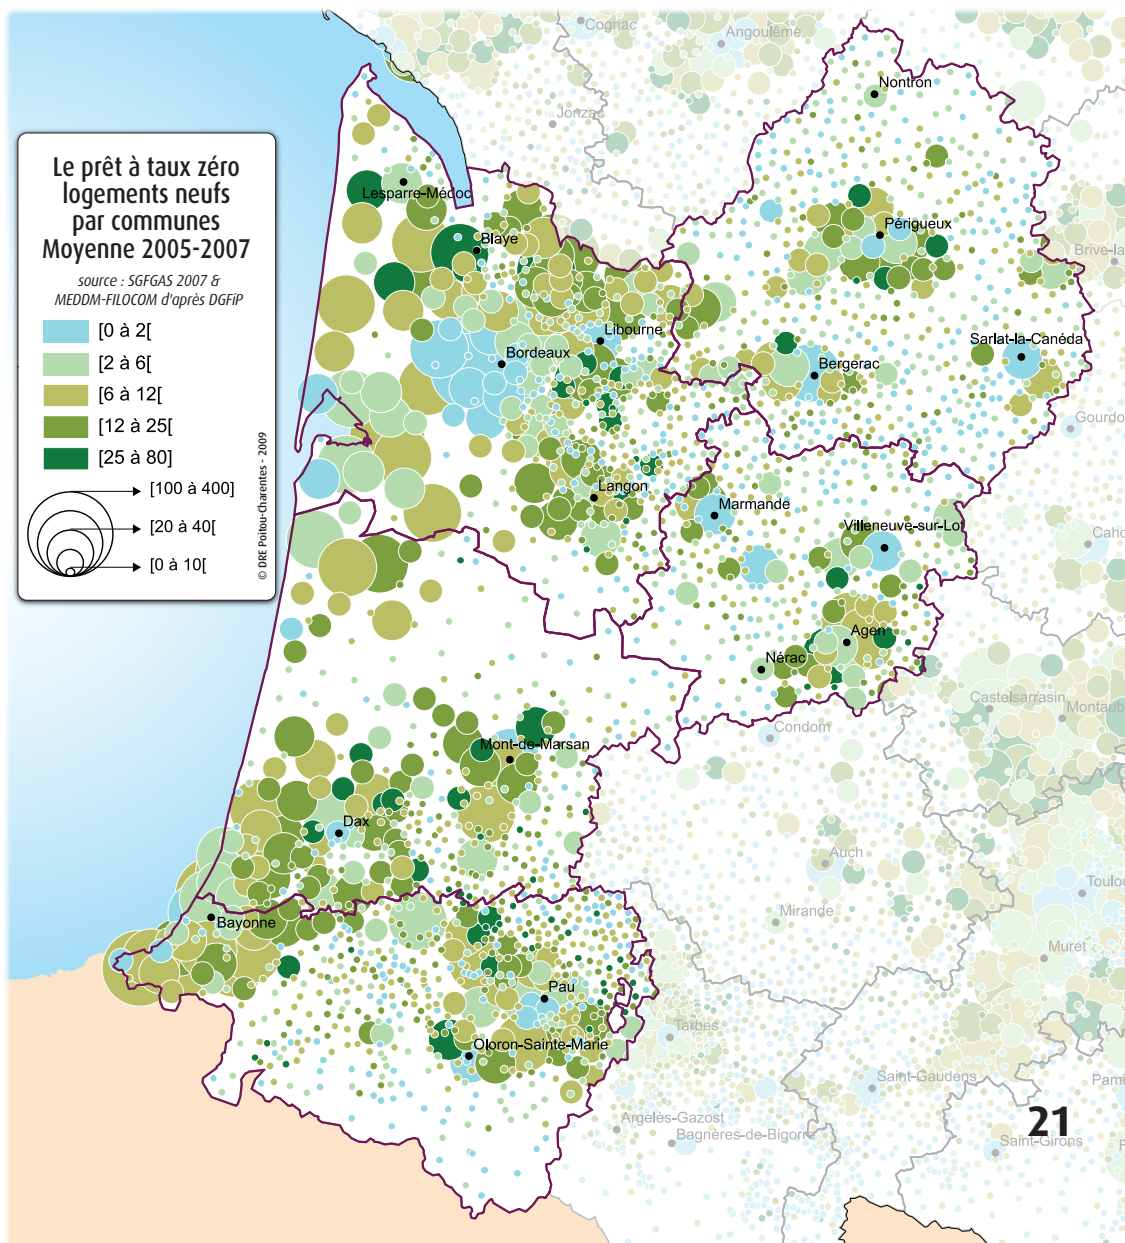 Cognac
Angoulême
Nontron
Jonzac
Le prêt à taux zéro
logements neufs
par communes
Moyenne 2005-2007
source : SGFGAS 2007 &
MEDDM-FILOCOM d'après DGFiP
[0 à 2[
[2 à 6[
[6 à 12[
[12 à 25[
[25 à 80]
[100 à 400]
[20 à 40[
[0 à 10[
© DRE Poitou-charentes - 2009
Lesparre-Médoc
Blaye
Périgueux
Brive-la
Libourne
Bordeaux
Bergerac
Sarlat-la-Canéda
Gourdo
Langon
Marmande
Villeneuve-sur-Lot
Caho
Agen
Nérac
Castelsarrasin
Montaub
Condom
Mont-de-Marsan
Dax
Auch
Toulou
Mirande
Bayonne
Muret
Pau
Tarbes
Oloron-Sainte-Marie
Saint-Gaudens
Pami
Argelès-Gazost
Bagnères-de-Bigorre
21
Saint-Girons
F